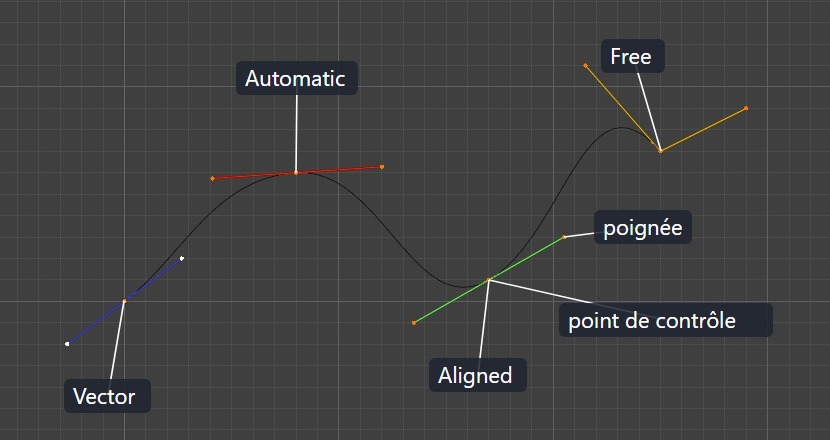 Free
Automatic
poignée
point de contrôle
Aligned
Vector